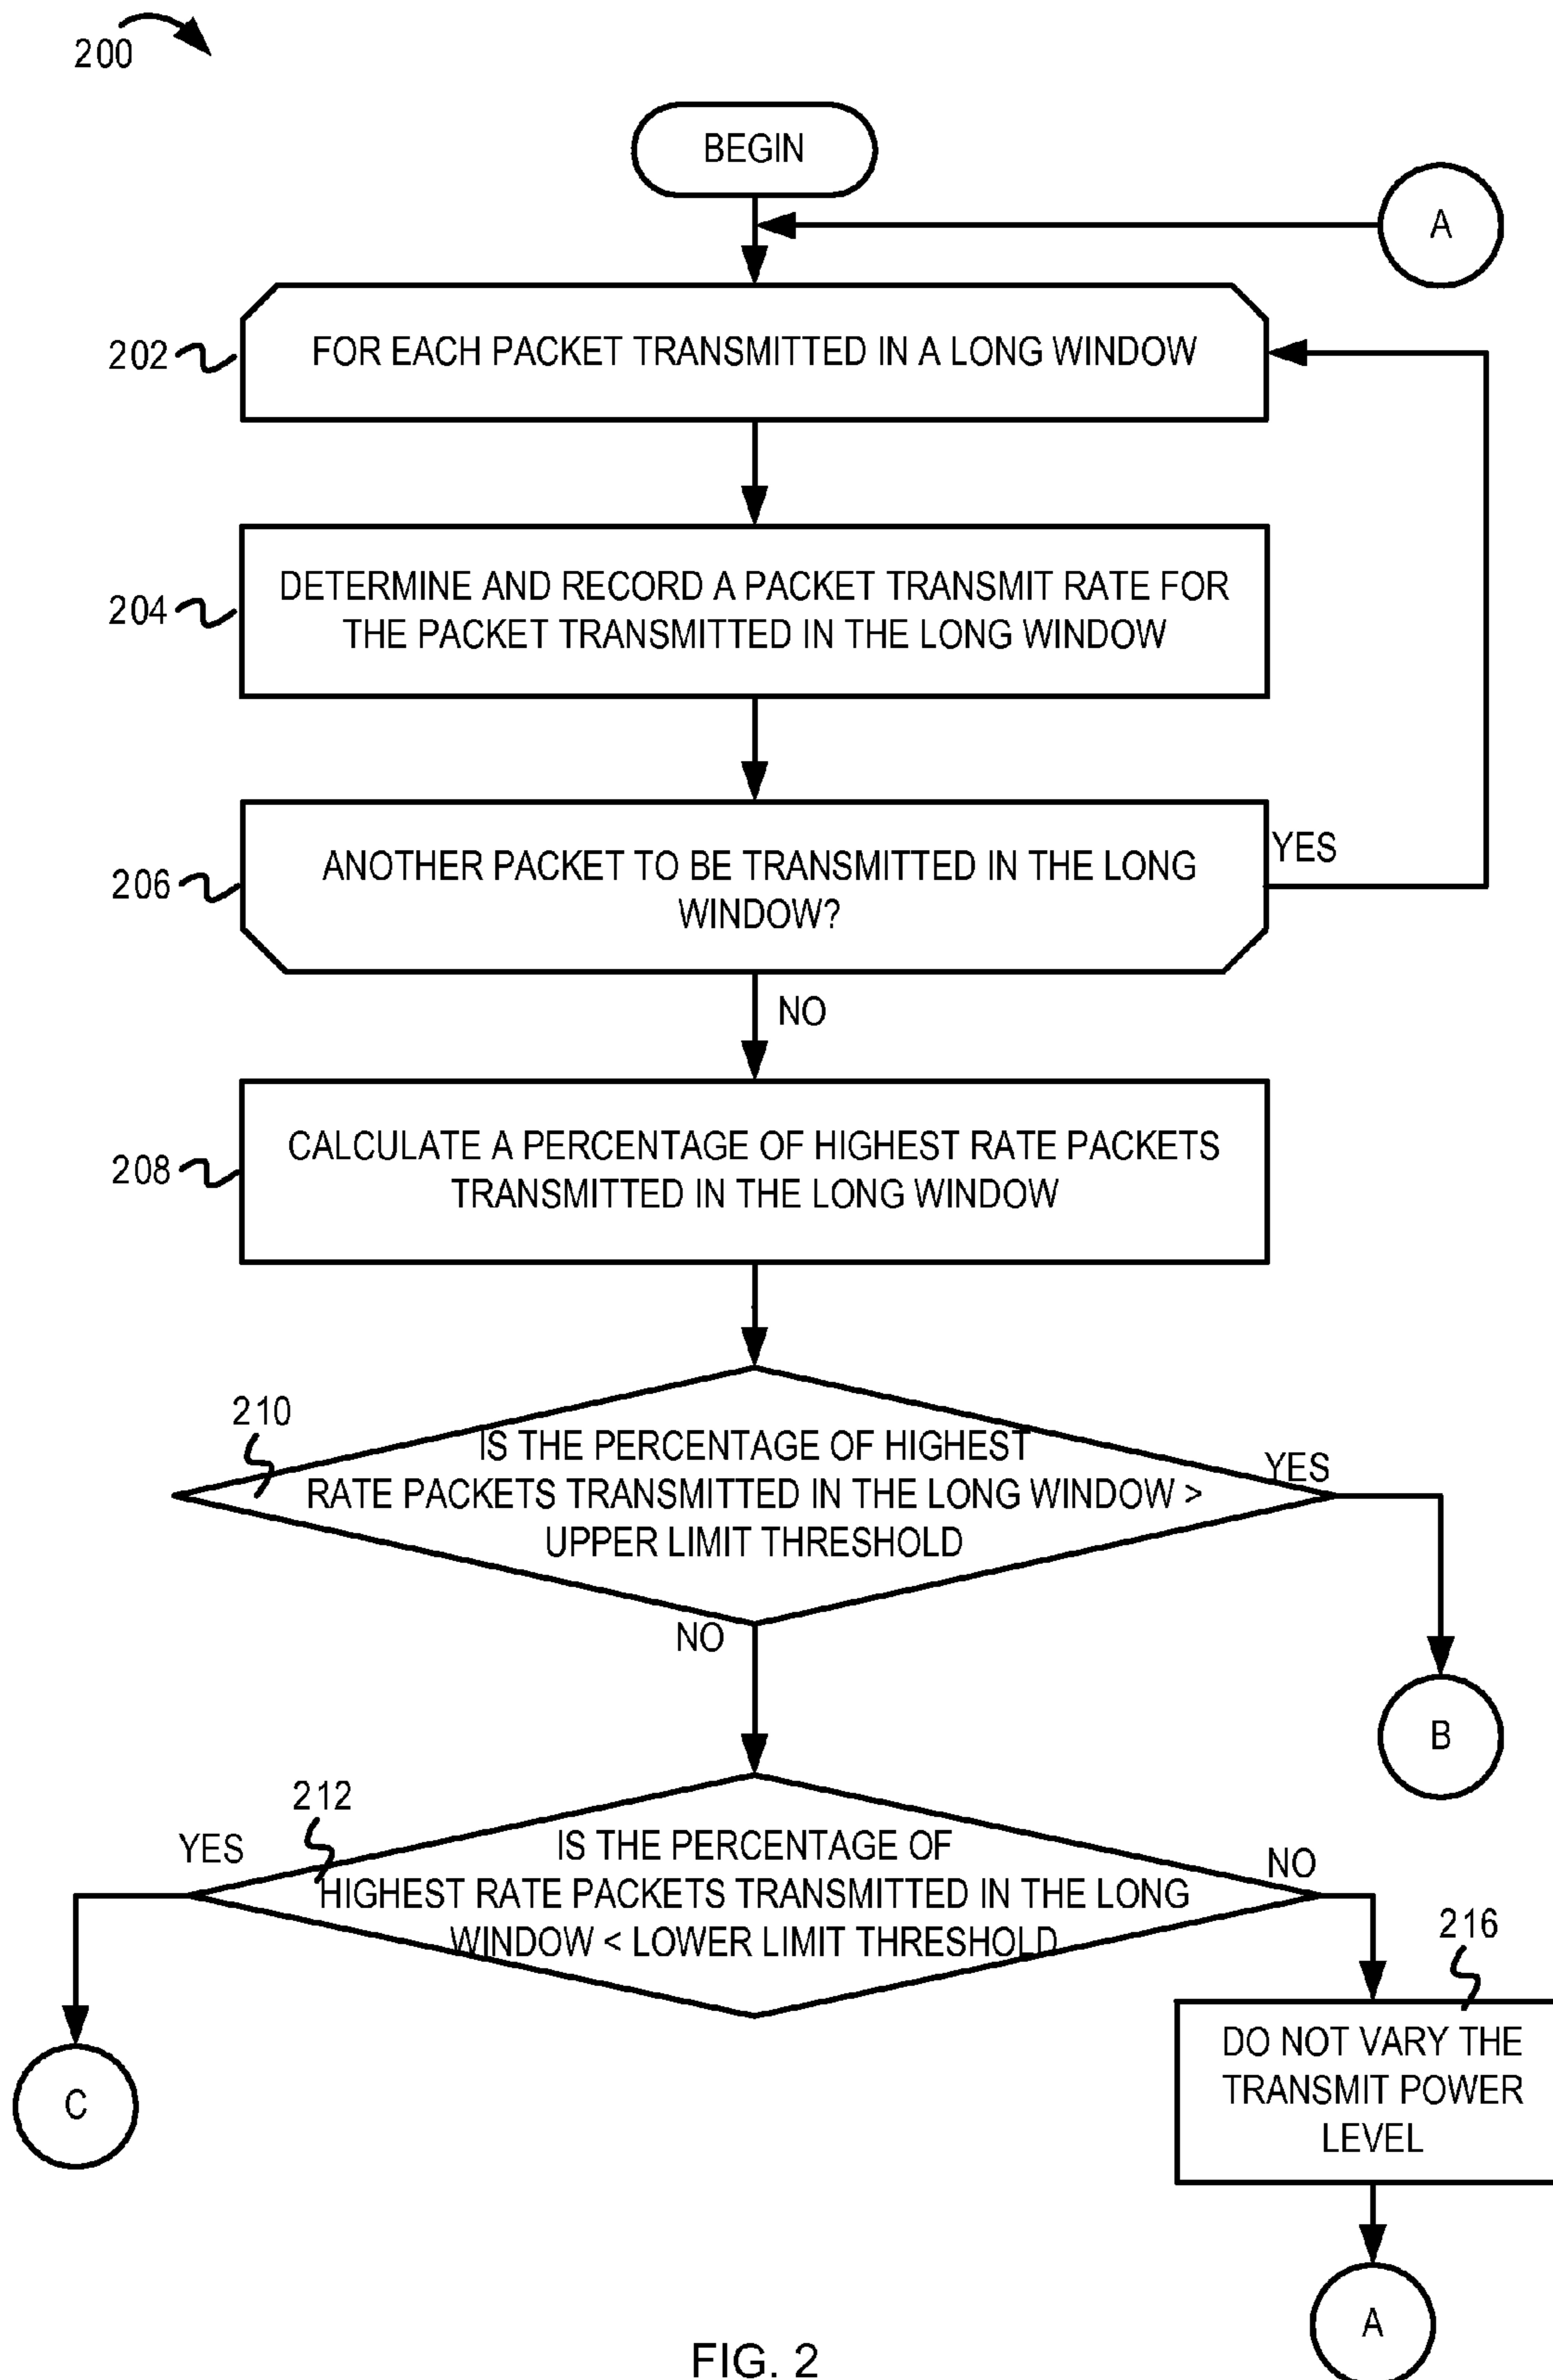 200
BEGIN
A
202
FOR EACH PACKET TRANSMITTED IN A LONG WINDOW
204
DETERMINE AND RECORD A PACKET TRANSMIT RATE FOR
THE PACKET TRANSMITTED IN THE LONG WINDOW
206
ANOTHER PACKET TO BE TRANSMITTED IN THE LONG
WINDOW?
YES
NO
208
CALCULATE A PERCENTAGE OF HIGHEST RATE PACKETS
TRANSMITTED IN THE LONG WINDOW
210
IS THE PERCENTAGE OF HIGHEST
RATE PACKETS TRANSMITTED IN THE LONG WINDOW >
UPPER LIMIT THRESHOLD
YES
NO
B
212
YES
IS THE PERCENTAGE OF
HIGHEST RATE PACKETS TRANSMITTED IN THE LONG
WINDOW < LOWER LIMIT THRESHOLD
NO
216
C
DO NOT VARY THE
TRANSMIT POWER
LEVEL
A
FIG. 2